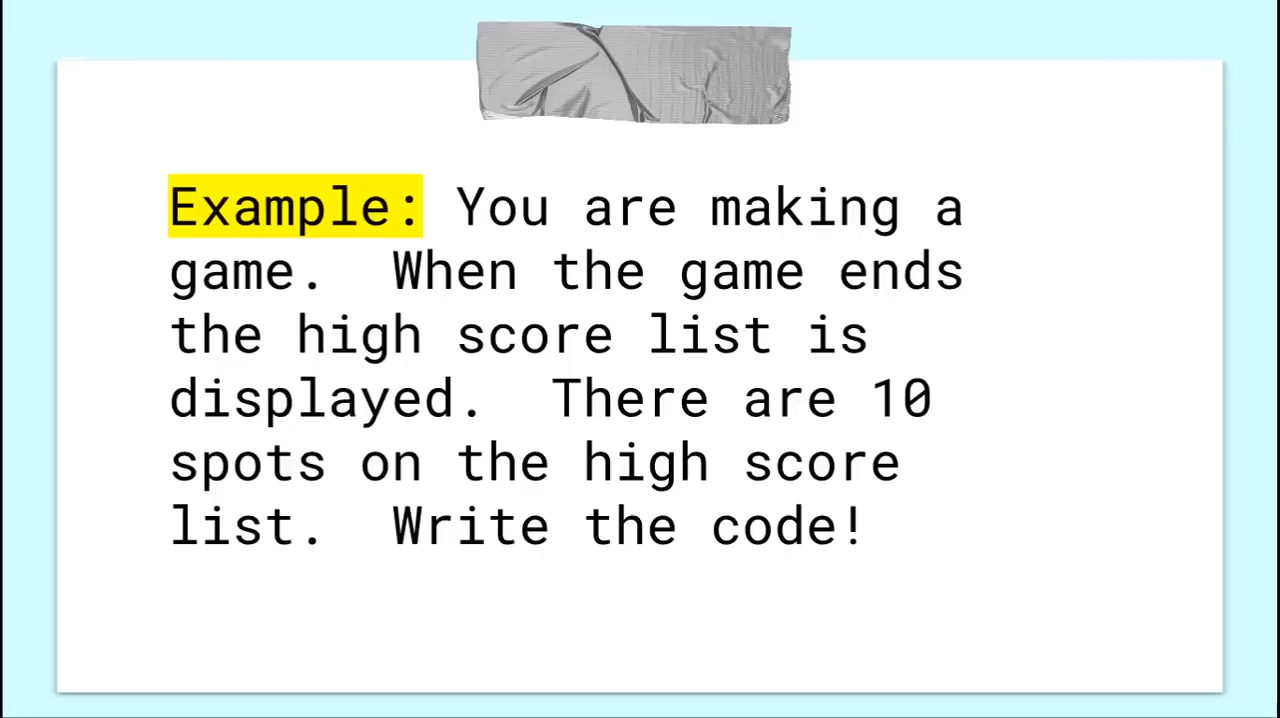 Example: You are making a
game.  When the game ends
the high score list is
displayed.  There are 10
spots on the high score
list.  Write the code!